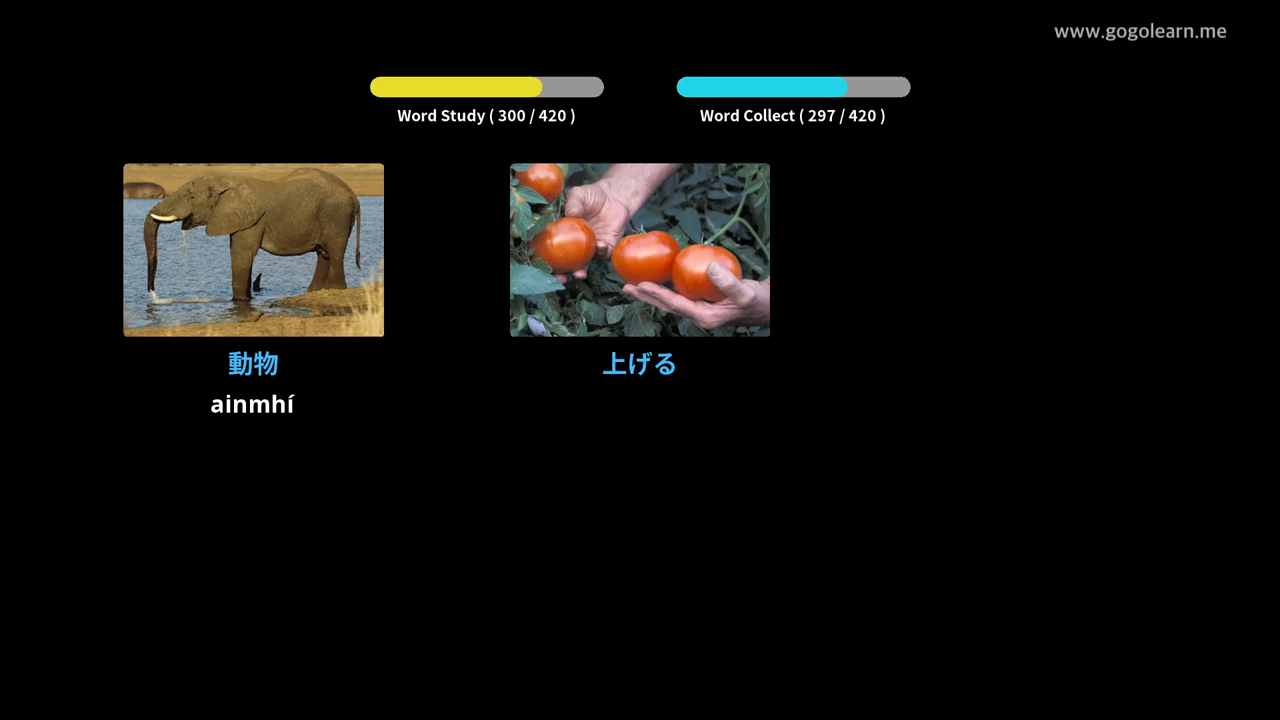 www.gogolearn.me
Word Study ( 300 / 420 )
Word Collect ( 297 / 420 )
動物
上げる
ainmhí